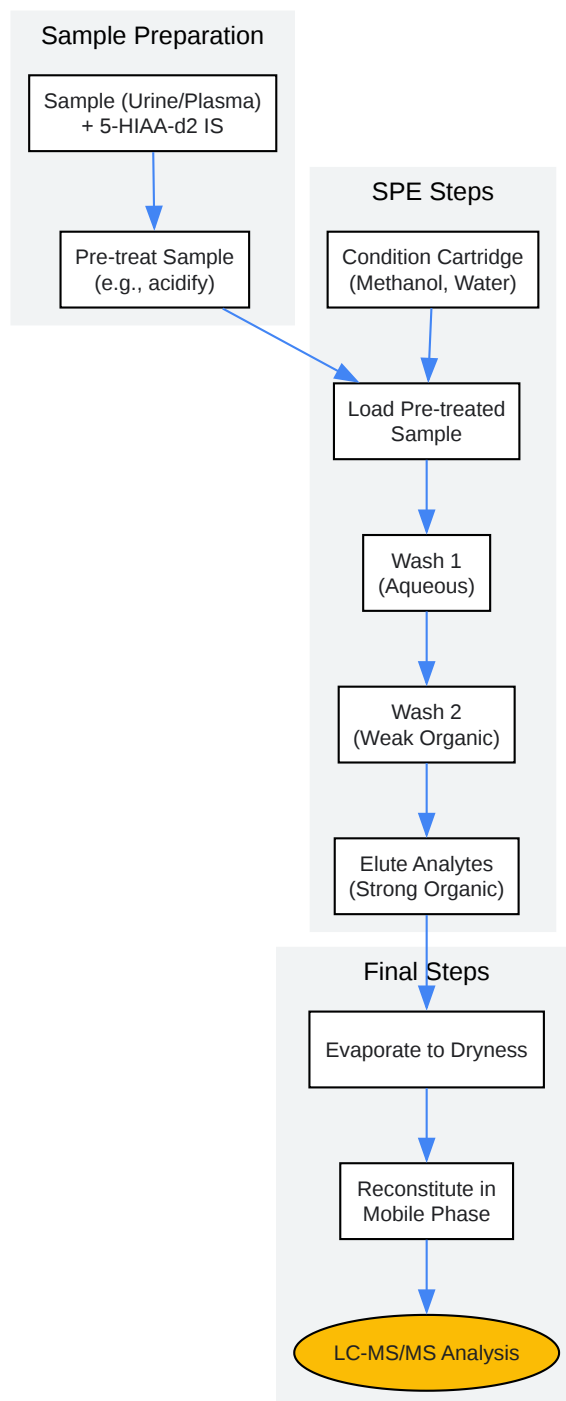 Sample Preparation
Sample (Urine/Plasma)
+ 5-HIAA-d2 IS
Pre-treat Sample
(e.g., acidify)
SPE Steps
Condition Cartridge
(Methanol, Water)
Load Pre-treated
Sample
Wash 1
(Aqueous)
Wash 2
(Weak Organic)
Elute Analytes
(Strong Organic)
Final Steps
Evaporate to Dryness
Reconstitute in
Mobile Phase
LC-MS/MS Analysis